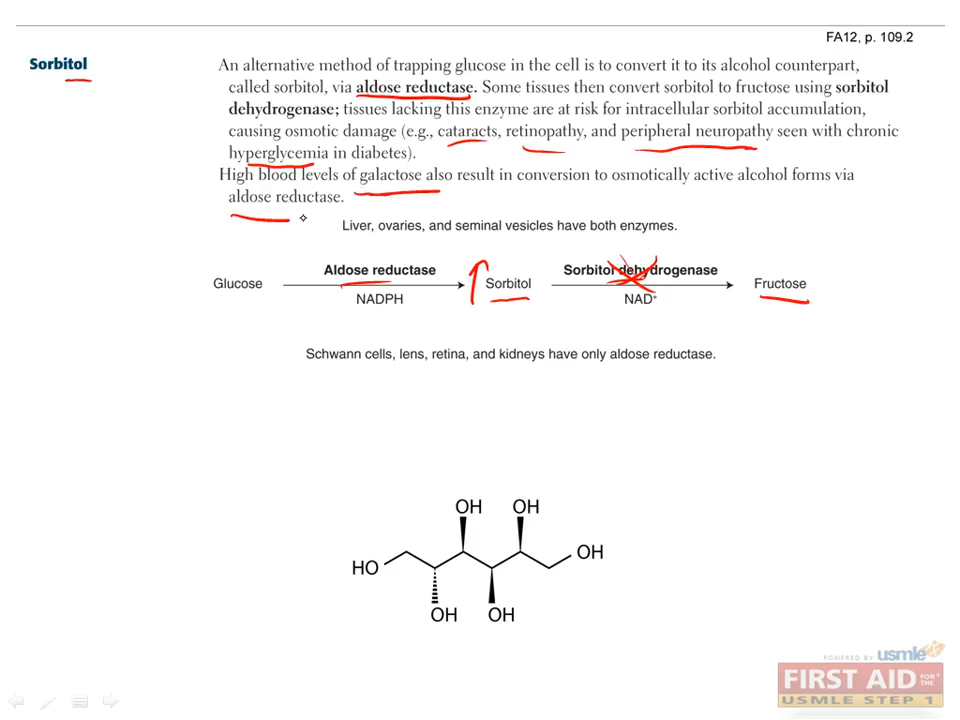 FA12, p. 109.2
Sorbitol
An alternative method of trapping glucose in the cell is to convert it to its alcohol counterpart,
called sorbitol, via aldose reductase. Some tissues then convert sorbitol to fructose using sorbitol
dehydrogenase; tissues lacking this enzyme are at risk for intracellular sorbitol accumulation,
causing osmotic damage (e.g., cataracts, retinopathy, and peripheral neuropathy seen with chronic
hyperglycemia in diabetes).
High blood levels of galactose also result in conversion to osmotically active alcohol forms via
aldose reductase.
Liver, ovaries, and seminal vesicles have both enzymes.
Aldose reductase Sorbitol dehydrogenase
Glucose Sorbitol Fructose
NADPH NAD⁺
Schwann cells, lens, retina, and kidneys have only aldose reductase.
OH OH
HO OH
OH OH
POWERED BY usmle
FIRST AID FOR THE®
USMLE STEP 1